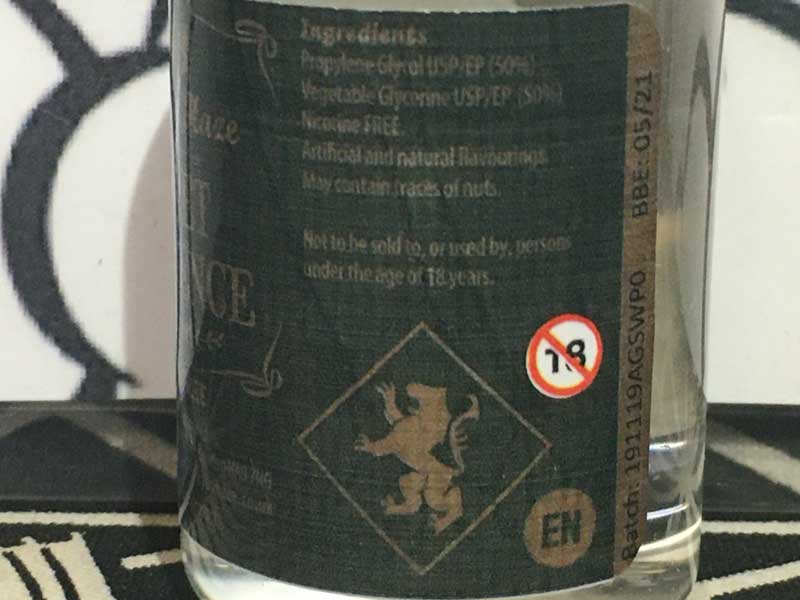 Ingredients
Propylene Glycol USP/EP (50%)
Vegetable Glycerine USP/EP (50%)
Nicotine FREE.
Artificial and natural flavourings.
May contain traces of nuts.
Not to be sold to, or used by, persons
under the age of 18 years.
18
EN
Batch: 191119AGSWP0 BBE: 05/21
Haze
T
NCE